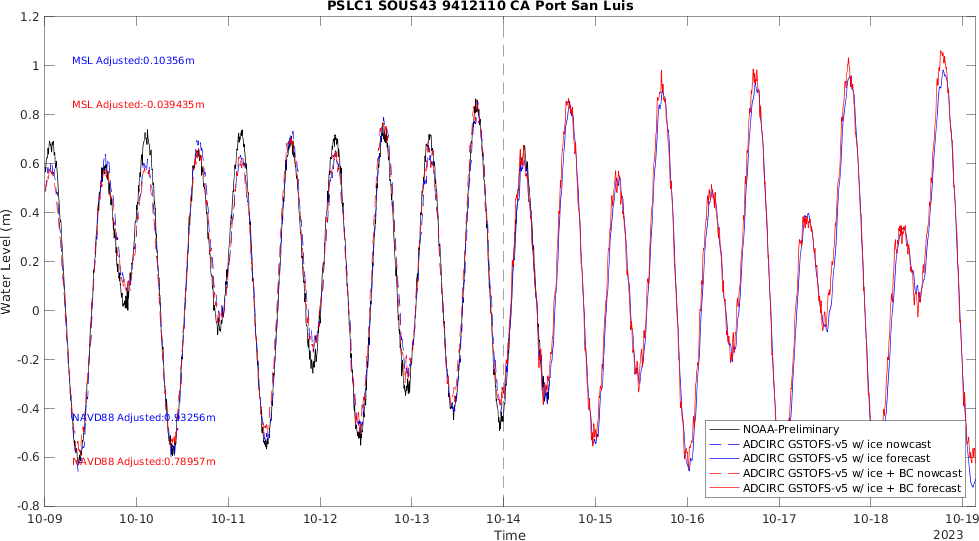 PSLC1 SOUS43 9412110 CA Port San Luis
1.2
1
0.8
0.6
0.4
0.2
0
-0.2
-0.4
-0.6
-0.8
Water Level (m)
MSL Adjusted:0.10356m
MSL Adjusted:-0.039435m
NAVD88 Adjusted:0.93256m
NAVD88 Adjusted:0.78957m
NOAA-Preliminary
ADCIRC GSTOFS-v5 w/ ice nowcast
ADCIRC GSTOFS-v5 w/ ice forecast
ADCIRC GSTOFS-v5 w/ ice + BC nowcast
ADCIRC GSTOFS-v5 w/ ice + BC forecast
10-09 10-10 10-11 10-12 10-13 10-14 10-15 10-16 10-17 10-18 10-19
Time
2023